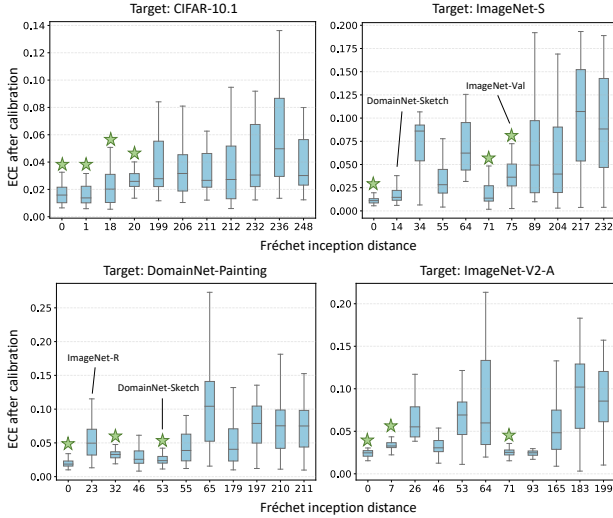 Target: CIFAR-10.1
ECE after calibration
0.14
0.12
0.10
0.08
0.06
0.04
0.02
0.00
0 1 18 20 199 206 211 212 232 236 248
Fréchet inception distance
Target: ImageNet-S
0.200
0.175
0.150
0.125
0.100
0.075
0.050
0.025
0.000
DomainNet-Sketch
ImageNet-Val
0 14 34 55 64 71 75 89 204 217 232
Fréchet inception distance
Target: DomainNet-Painting
ECE after calibration
0.25
0.20
0.15
0.10
0.05
0.00
ImageNet-R
DomainNet-Sketch
0 23 32 46 53 55 65 179 197 210 211
Fréchet inception distance
Target: ImageNet-V2-A
0.20
0.15
0.10
0.05
0.00
0 7 26 46 53 64 71 93 165 183 199
Fréchet inception distance